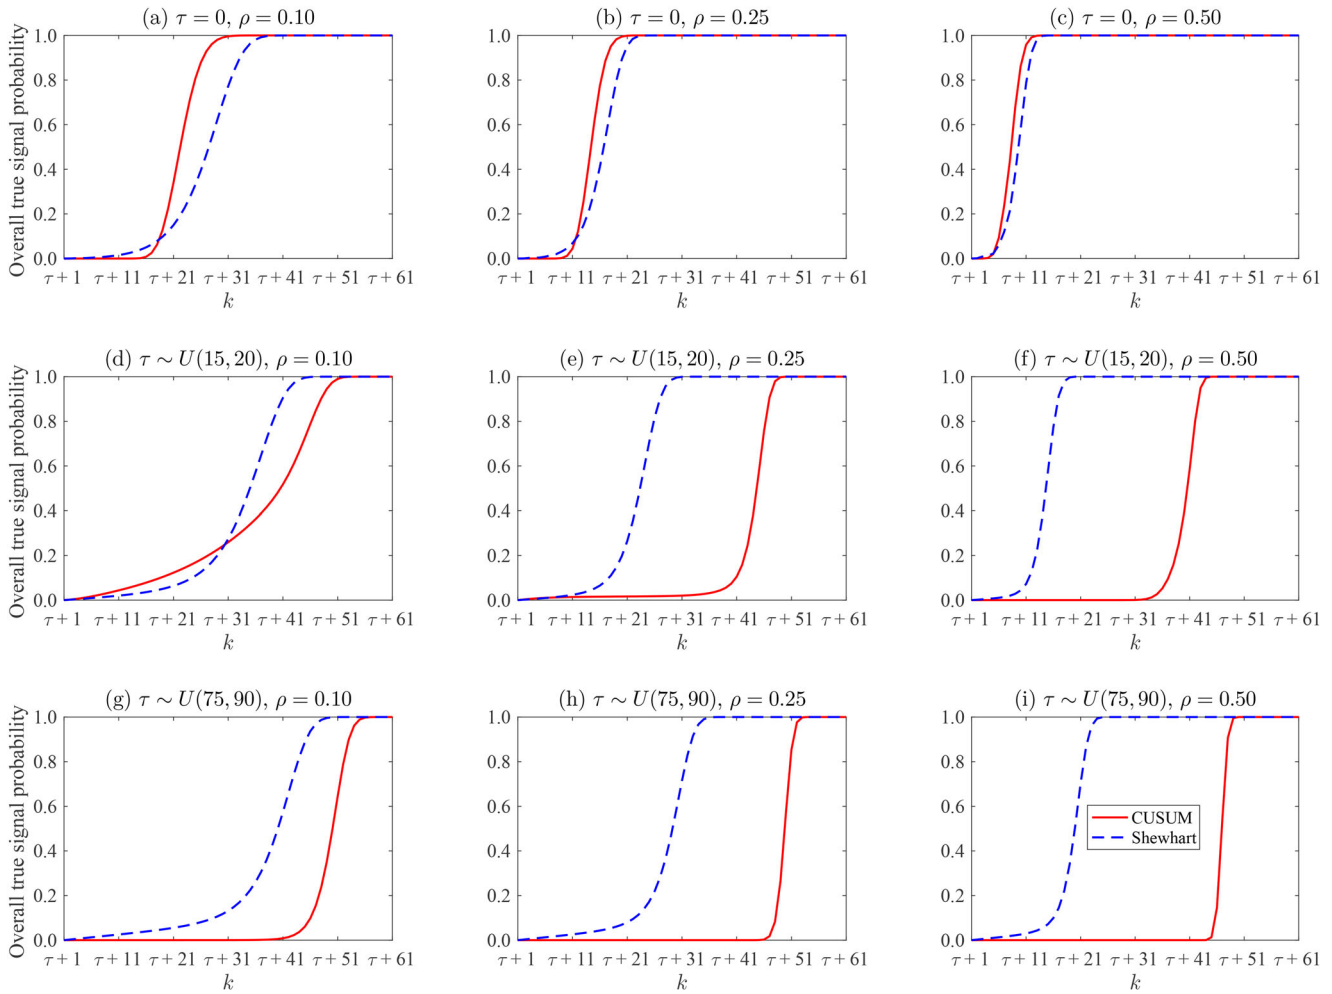 (a) τ = 0, ρ = 0.10
(b) τ = 0, ρ = 0.25
(c) τ = 0, ρ = 0.50
Overall true signal probability
1.0
0.8
0.6
0.4
0.2
0.0
τ + 1 τ + 11 τ + 21 τ + 31 τ + 41 τ + 51 τ + 61
k
1.0
0.8
0.6
0.4
0.2
0.0
τ + 1 τ + 11 τ + 21 τ + 31 τ + 41 τ + 51 τ + 61
k
1.0
0.8
0.6
0.4
0.2
0.0
τ + 1 τ + 11 τ + 21 τ + 31 τ + 41 τ + 51 τ + 61
k
(d) τ ∼ U(15, 20), ρ = 0.10
(e) τ ∼ U(15, 20), ρ = 0.25
(f) τ ∼ U(15, 20), ρ = 0.50
Overall true signal probability
1.0
0.8
0.6
0.4
0.2
0.0
τ + 1 τ + 11 τ + 21 τ + 31 τ + 41 τ + 51 τ + 61
k
1.0
0.8
0.6
0.4
0.2
0.0
τ + 1 τ + 11 τ + 21 τ + 31 τ + 41 τ + 51 τ + 61
k
1.0
0.8
0.6
0.4
0.2
0.0
τ + 1 τ + 11 τ + 21 τ + 31 τ + 41 τ + 51 τ + 61
k
(g) τ ∼ U(75, 90), ρ = 0.10
(h) τ ∼ U(75, 90), ρ = 0.25
(i) τ ∼ U(75, 90), ρ = 0.50
Overall true signal probability
1.0
0.8
0.6
0.4
0.2
0.0
τ + 1 τ + 11 τ + 21 τ + 31 τ + 41 τ + 51 τ + 61
k
1.0
0.8
0.6
0.4
0.2
0.0
τ + 1 τ + 11 τ + 21 τ + 31 τ + 41 τ + 51 τ + 61
k
1.0
0.8
0.6
0.4
0.2
0.0
CUSUM
Shewhart
τ + 1 τ + 11 τ + 21 τ + 31 τ + 41 τ + 51 τ + 61
k